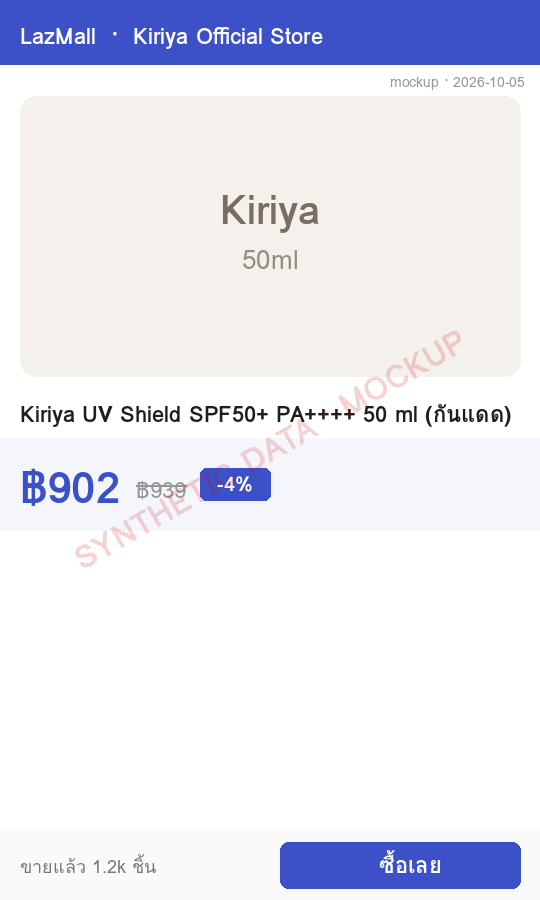 LazMall · Kiriya Official Store
mockup · 2026-10-05
Kiriya
50ml
Kiriya UV Shield SPF50+ PA++++ 50 ml (กันแดด)
฿902 ฿939 -4%
SYNTHETIC DATA MOCKUP
ขายแล้ว 1.2k ชิ้น
ซื้อเลย